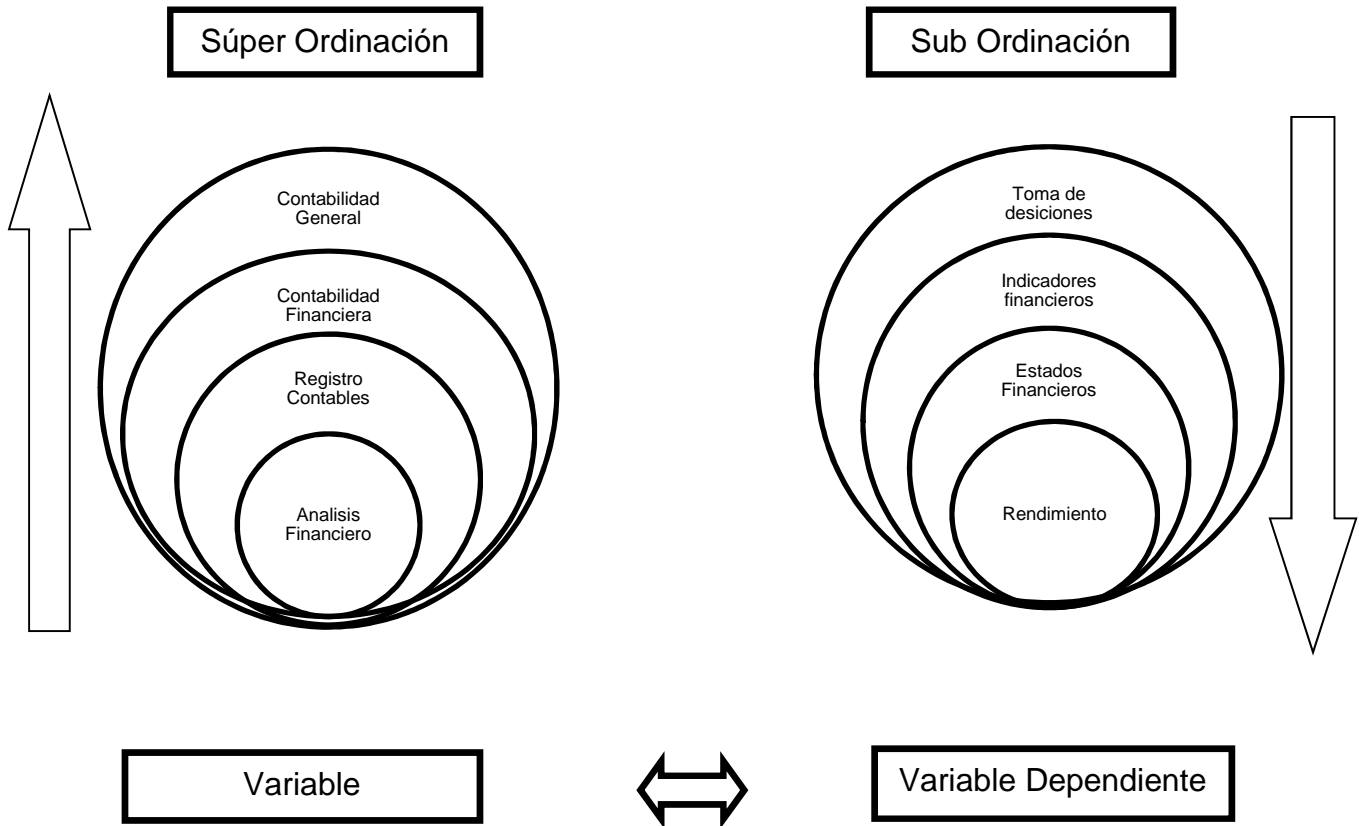 Súper Ordinación
Sub Ordinación
Contabilidad
General
Contabilidad
Financiera
Registro
Contables
Analisis
Financiero
Toma de
desiciones
Indicadores
financieros
Estados
Financieros
Rendimiento
Variable
Variable Dependiente